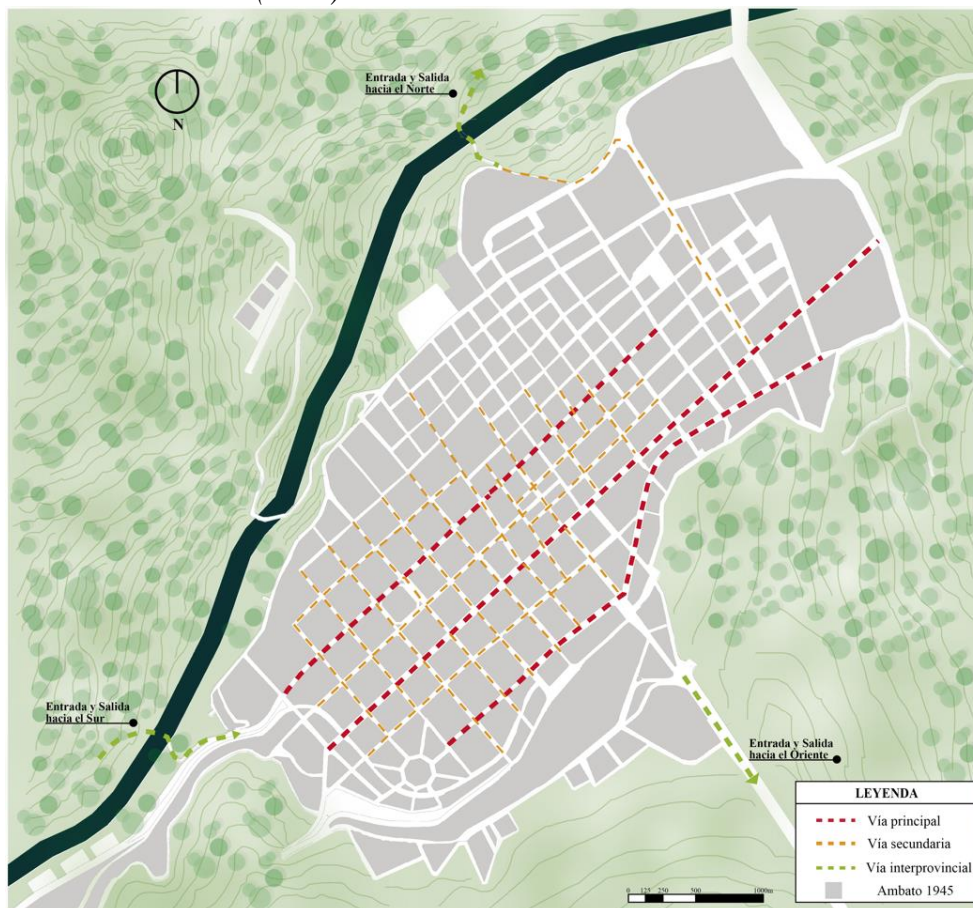 Entrada y Salida
hacia el Norte
N
Entrada y Salida
hacia el Sur
Entrada y Salida
hacia el Oriente
LEYENDA
Vía principal
Vía secundaria
Vía interprovincial
Ambato 1945
0 125 250 500 1000m